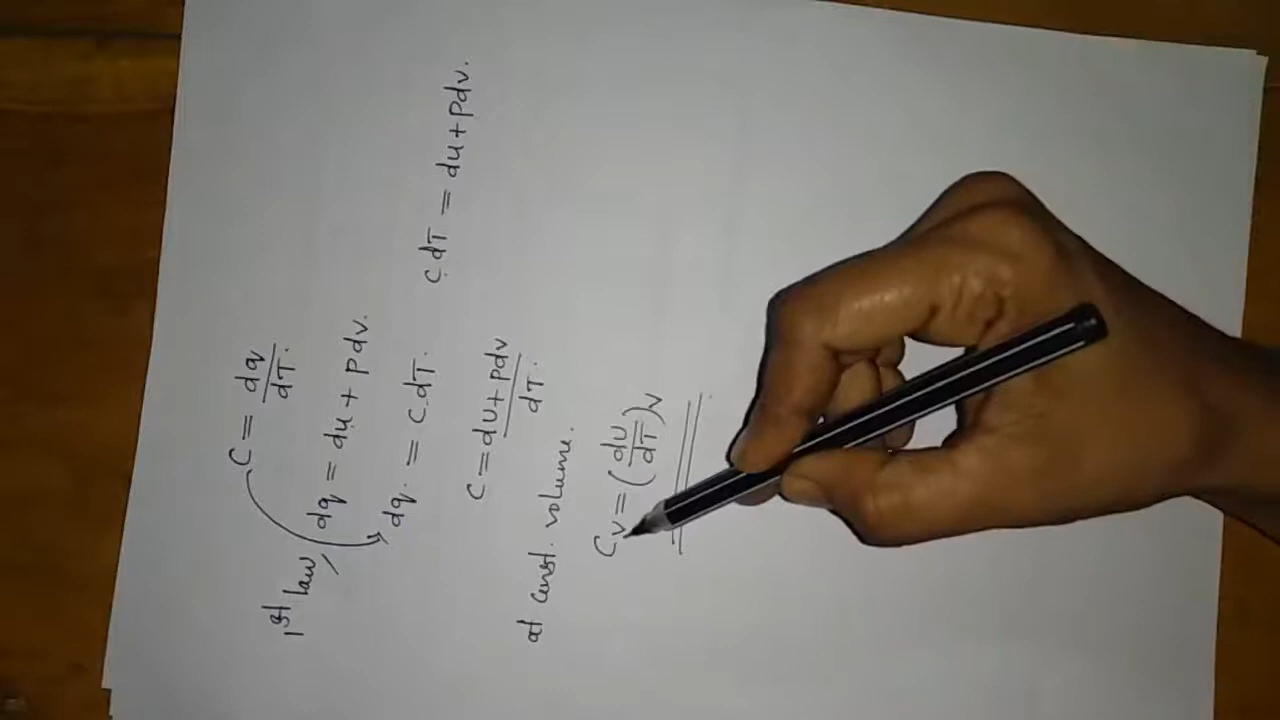 C = dq/dT.
1st law dq = du + pdv.
dq. = C.dT. CdT = du + pdv.
C = du + pdv/dT.
at const. volume.
Cv = (du/dT)v